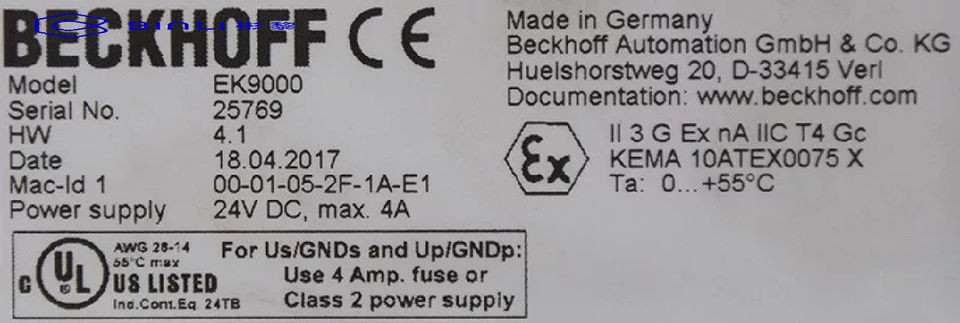 BECKHOFF CE
Model EK9000
Serial No. 25769
HW 4.1
Date 18.04.2017
Mac-Id 1 00-01-05-2F-1A-E1
Power supply 24V DC, max. 4A
Made in Germany
Beckhoff Automation GmbH & Co. KG
Huelshorstweg 20, D-33415 Verl
Documentation: www.beckhoff.com
Ex
II 3 G Ex nA IIC T4 Gc
KEMA 10ATEX0075 X
Ta: 0...+55°C
c UL ®
AWG 28-14
55°C max
US LISTED
Ind.Cont.Eq. 24TB
For Us/GNDs and Up/GNDp:
Use 4 Amp. fuse or
Class 2 power supply